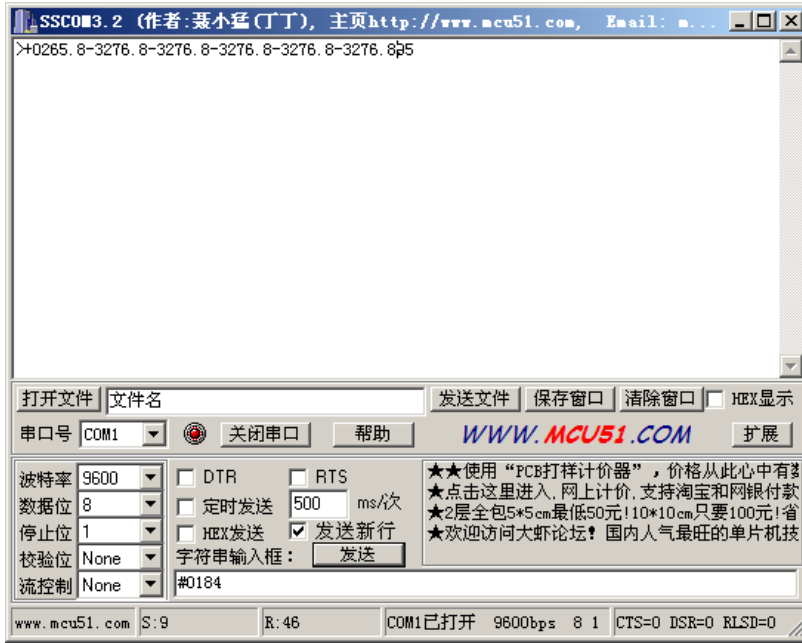 SSCOM3.2 (作者:聂小猛(丁丁), 主页http://www.mcu51.com, Email: m...
>+0265.8-3276.8-3276.8-3276.8-3276.8-3276.8µ5
打开文件 文件名 发送文件 保存窗口 清除窗口 HEX显示
串口号 COM1 关闭串口 帮助 WWW.MCU51.COM 扩展
波特率 9600 DTR RTS
数据位 8 定时发送 500 ms/次
停止位 1 HEX发送 发送新行
校验位 None 字符串输入框: 发送
流控制 None #0184
★★使用“PCB打样计价器”,价格从此心中有
★点击这里进入,网上计价,支持淘宝和网银付款
★2层全包5*5cm最低50元!10*10cm只要100元!省
★欢迎访问大虾论坛! 国内人气最旺的单片机技
www.mcu51.com S:9 R:46 COM1已打开 9600bps 8 1 CTS=0 DSR=0 RLSD=0